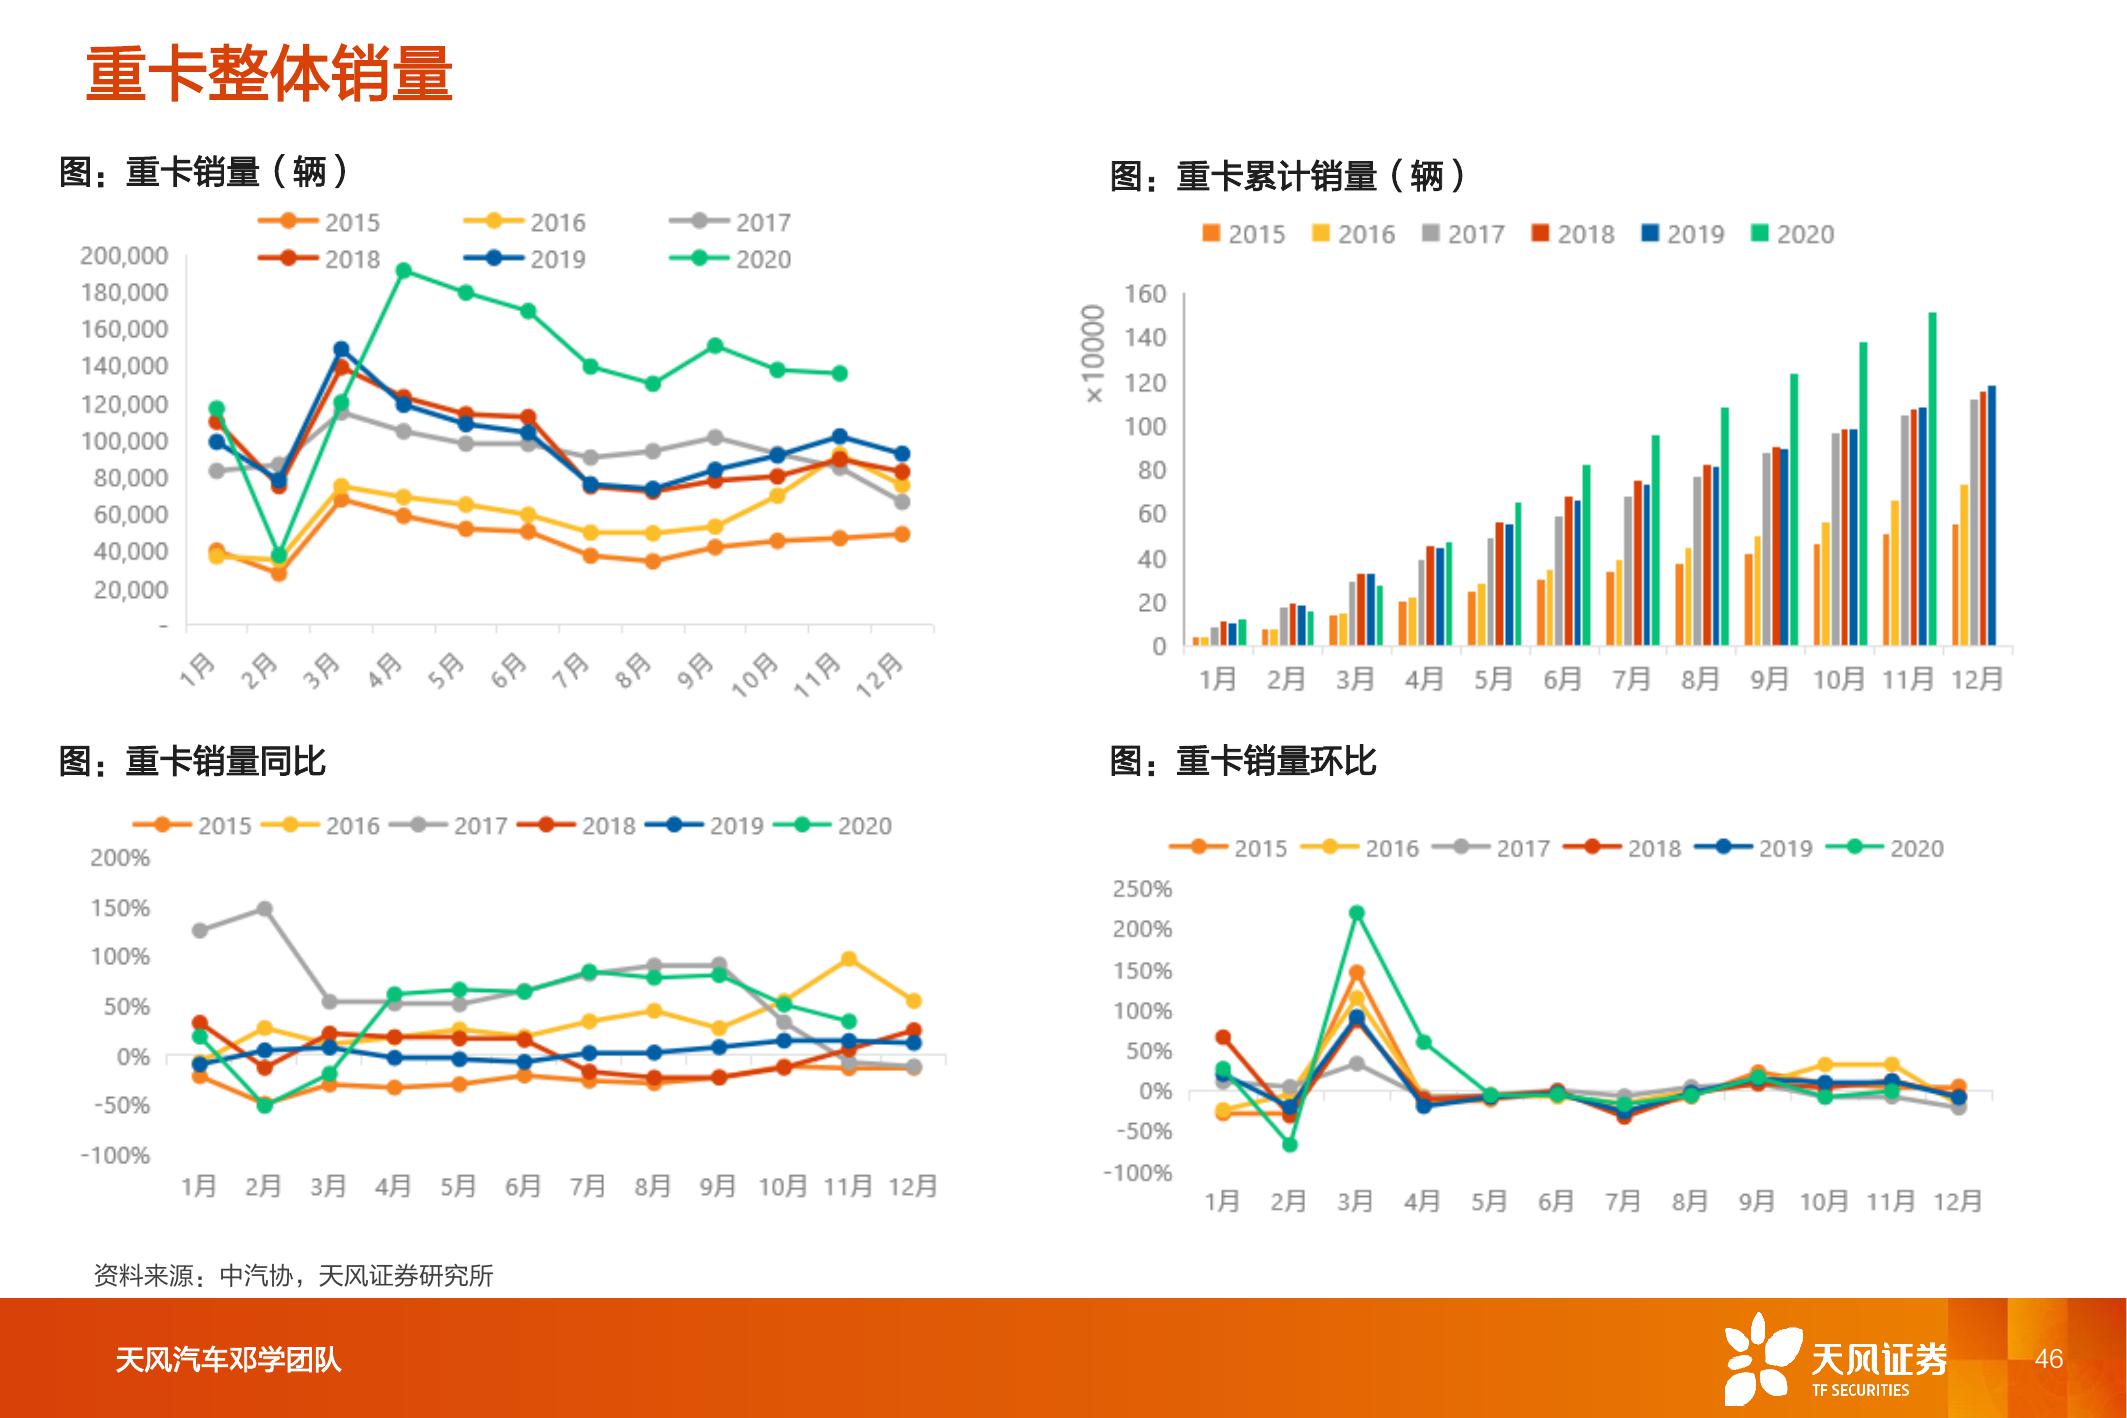 重卡整体销量
图：重卡销量（辆）
2015 2016 2017
2018 2019 2020
200,000
180,000
160,000
140,000
120,000
100,000
80,000
60,000
40,000
20,000
-
1月 2月 3月 4月 5月 6月 7月 8月 9月 10月 11月 12月
图：重卡累计销量（辆）
2015 2016 2017 2018 2019 2020
×10000
160
140
120
100
80
60
40
20
0
1月 2月 3月 4月 5月 6月 7月 8月 9月 10月 11月 12月
图：重卡销量同比
2015 2016 2017 2018 2019 2020
200%
150%
100%
50%
0%
-50%
-100%
1月 2月 3月 4月 5月 6月 7月 8月 9月 10月 11月 12月
图：重卡销量环比
2015 2016 2017 2018 2019 2020
250%
200%
150%
100%
50%
0%
-50%
-100%
1月 2月 3月 4月 5月 6月 7月 8月 9月 10月 11月 12月
资料来源：中汽协，天风证券研究所
天风汽车邓学团队
天风证券
TF SECURITIES
46